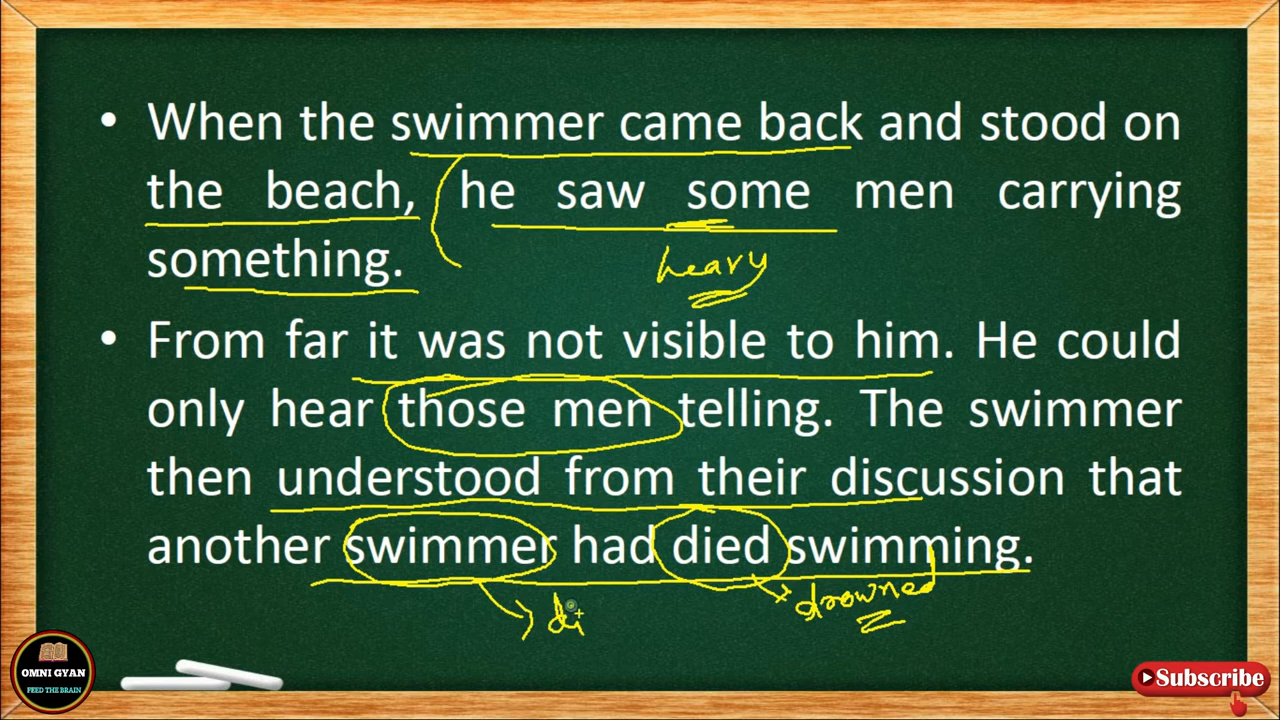 • When the swimmer came back and stood on
the beach, he saw some men carrying
something.
heavy
• From far it was not visible to him. He could
only hear those men telling. The swimmer
then understood from their discussion that
another swimmer had died swimming.
drowned
di
OMNI GYAN
FEED THE BRAIN
Subscribe